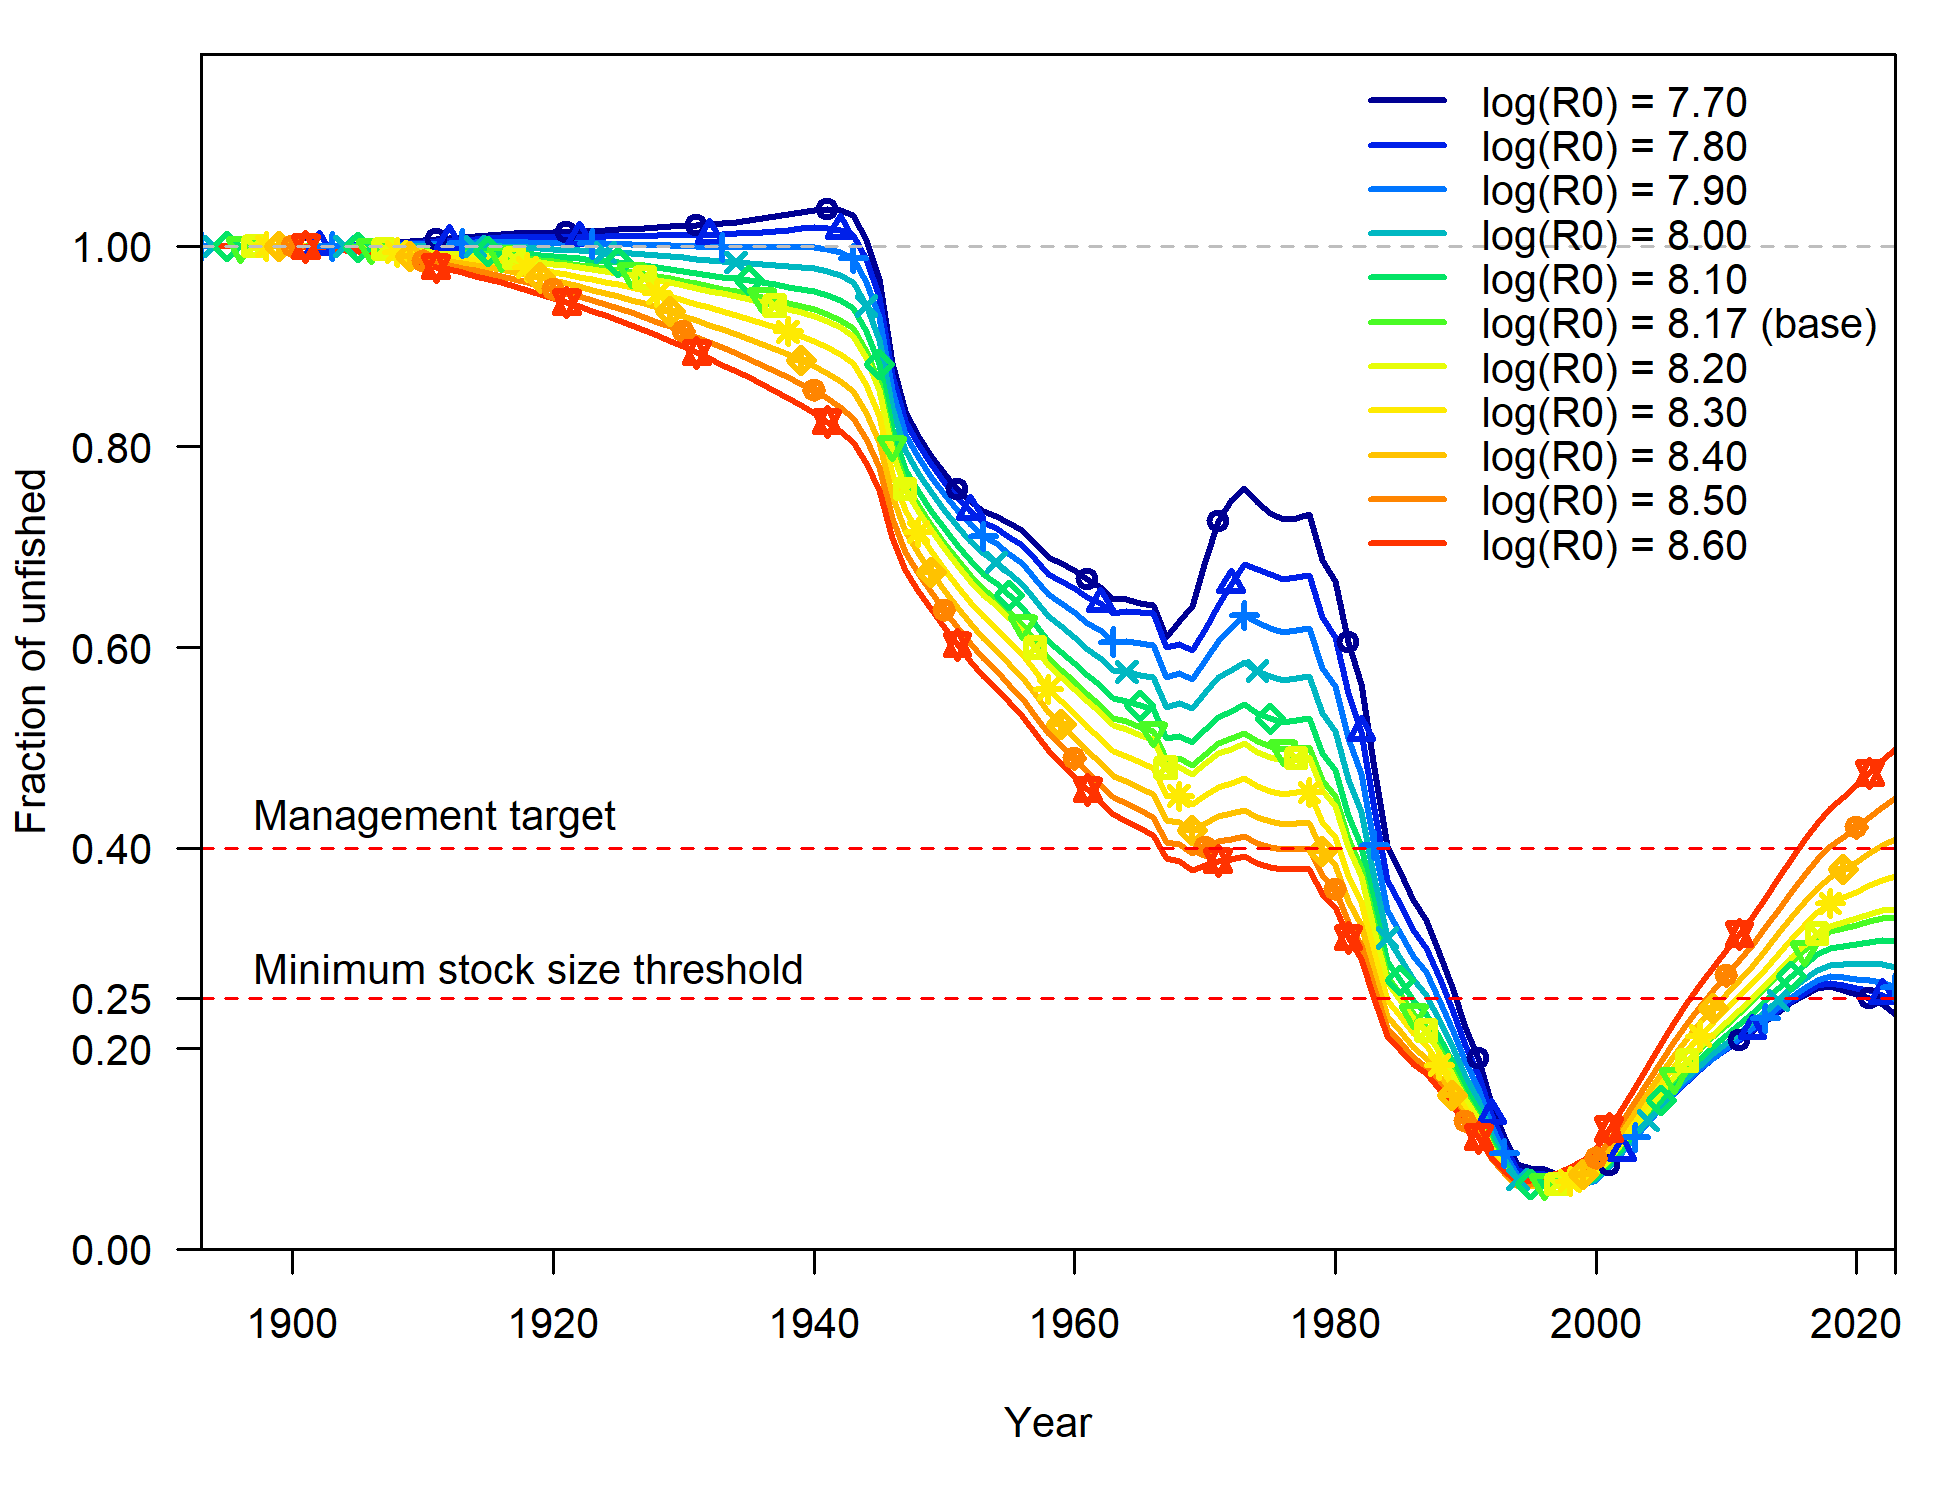 log(R0) = 7.70
log(R0) = 7.80
log(R0) = 7.90
log(R0) = 8.00
log(R0) = 8.10
log(R0) = 8.17 (base)
log(R0) = 8.20
log(R0) = 8.30
log(R0) = 8.40
log(R0) = 8.50
log(R0) = 8.60
Fraction of unfished
1.00
0.80
0.60
0.40
0.25
0.20
0.00
Management target
Minimum stock size threshold
1900 1920 1940 1960 1980 2000 2020
Year